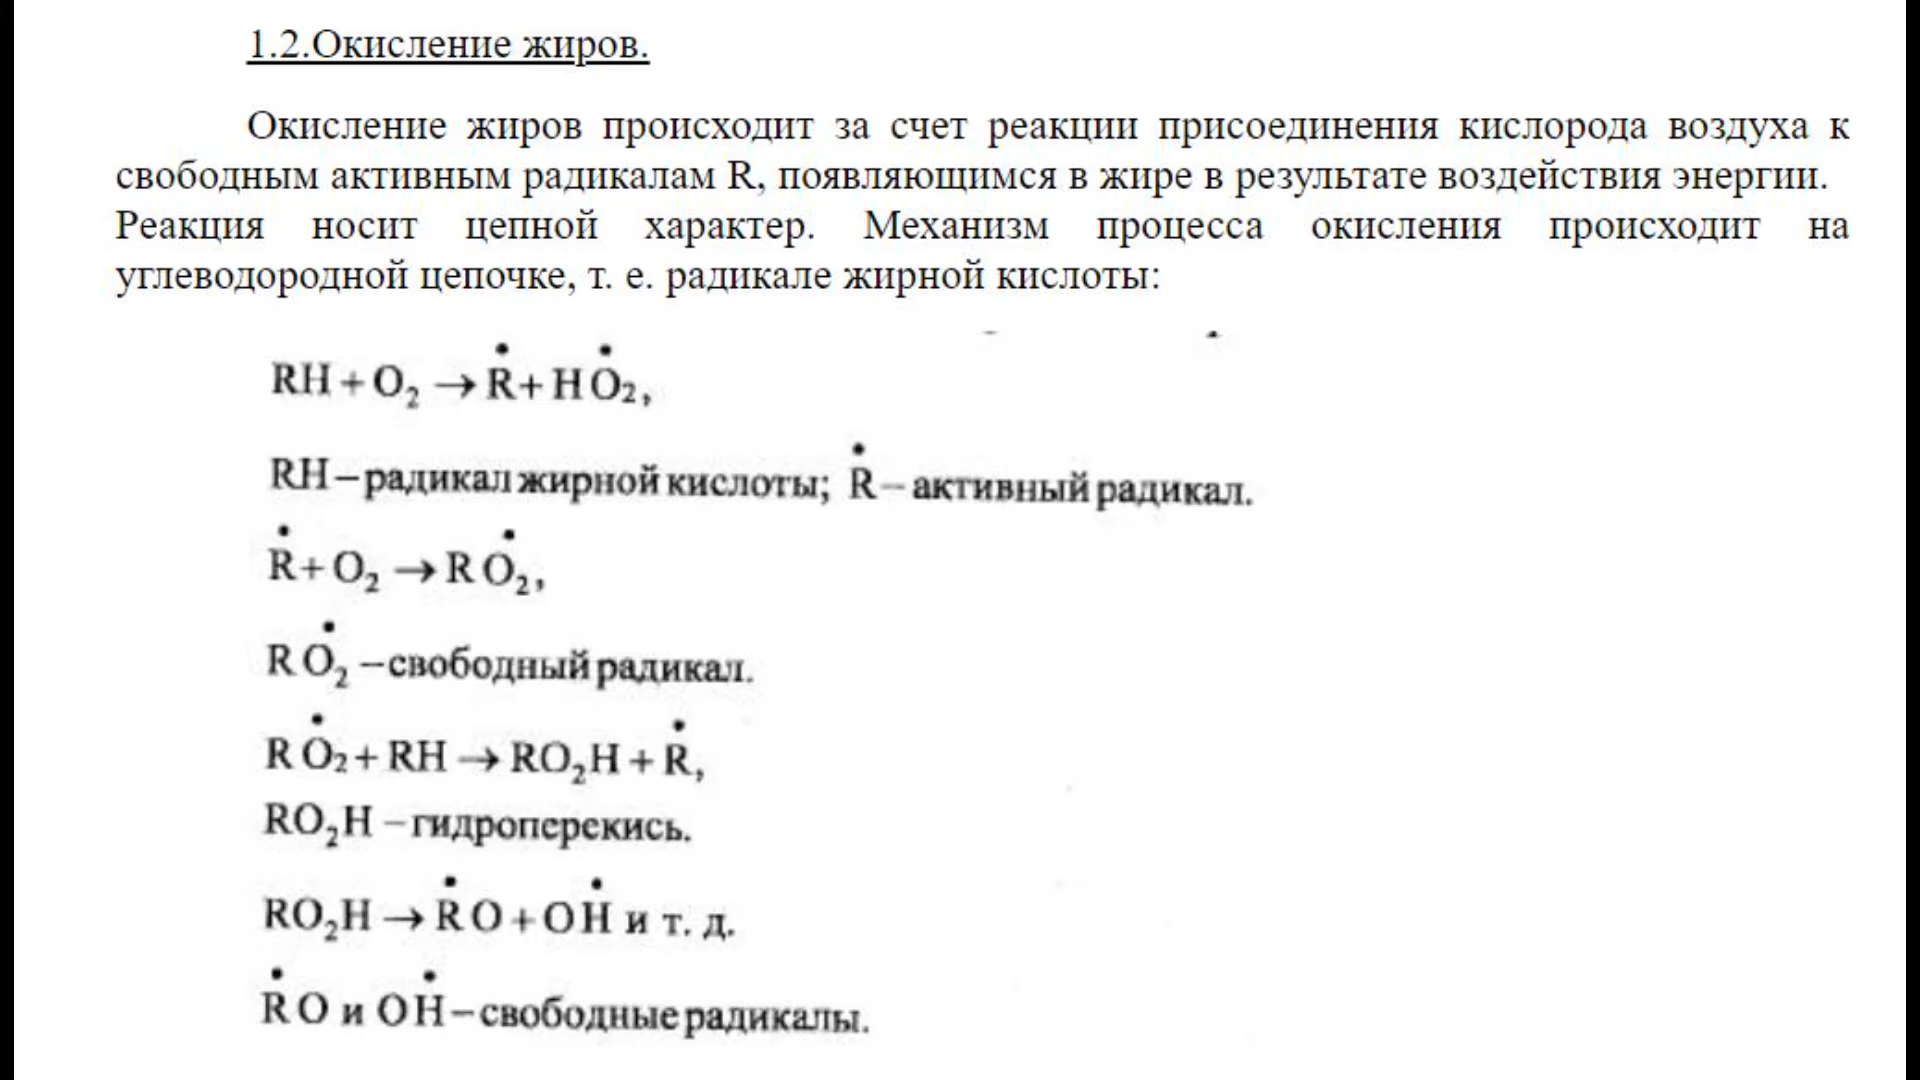 1.2.Окисление жиров.
Окисление жиров происходит за счет реакции присоединения кислорода воздуха к
свободным активным радикалам R, появляющимся в жире в результате воздействия энергии.
Реакция носит цепной характер. Механизм процесса окисления происходит на
углеводородной цепочке, т. е. радикале жирной кислоты:
RH + O₂ → Ṙ + HȮ₂,
RH – радикал жирной кислоты; Ṙ – активный радикал.
Ṙ + O₂ → RȮ₂,
RȮ₂ – свободный радикал.
RȮ₂ + RH → RO₂H + Ṙ,
RO₂H – гидроперекись.
RO₂H → ṘO + OḢ и т. д.
ṘO и OḢ – свободные радикалы.